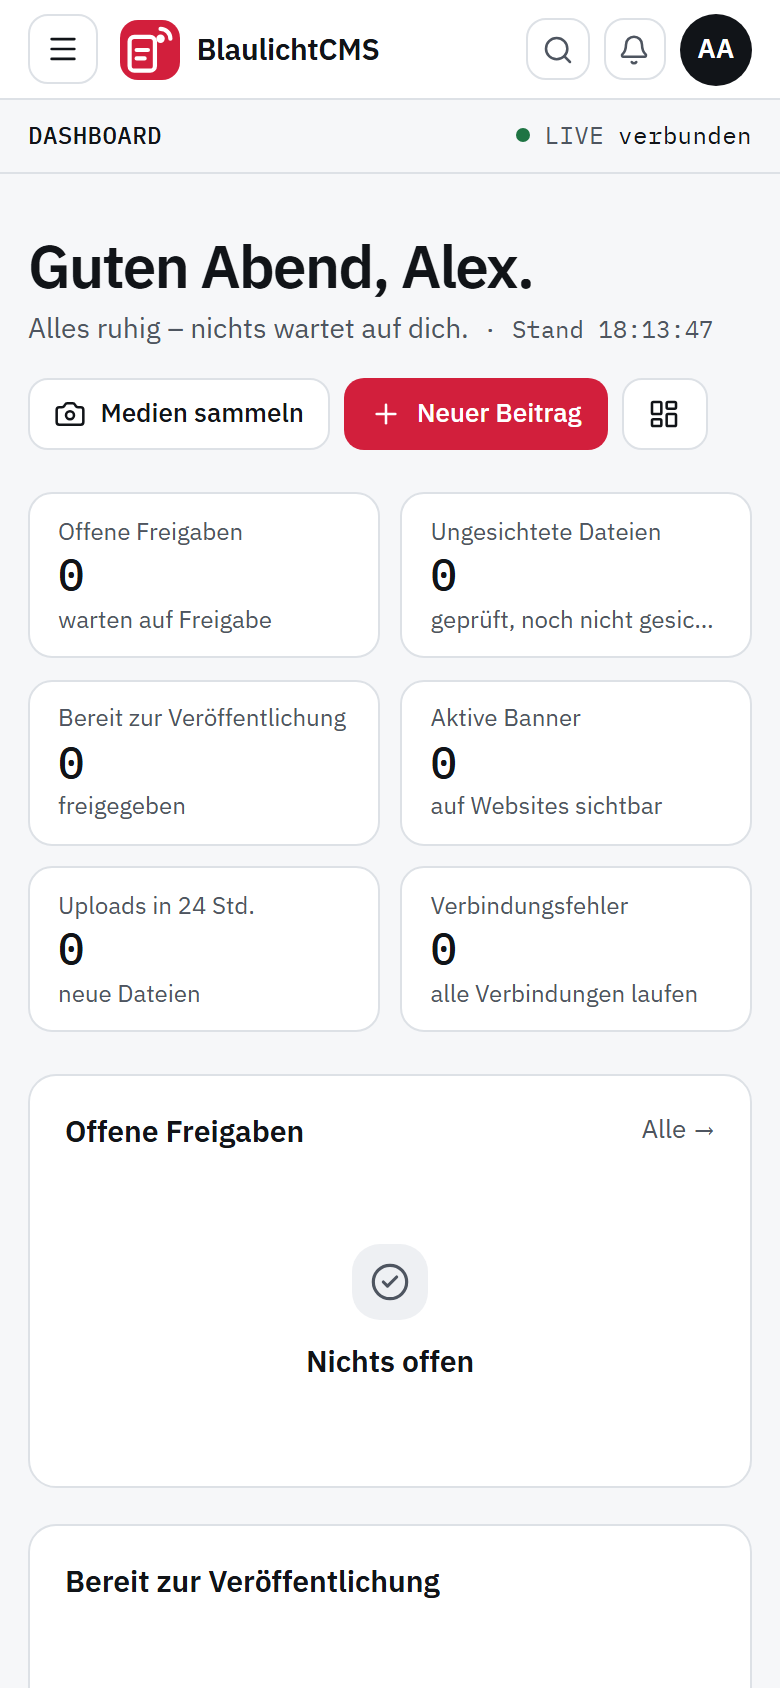 BlaulichtCMS
AA
DASHBOARD
LIVE verbunden
Guten Abend, Alex.
Alles ruhig – nichts wartet auf dich. · Stand 18:13:47
Medien sammeln
Neuer Beitrag
Offene Freigaben
0
warten auf Freigabe
Ungesichtete Dateien
0
geprüft, noch nicht gesic...
Bereit zur Veröffentlichung
0
freigegeben
Aktive Banner
0
auf Websites sichtbar
Uploads in 24 Std.
0
neue Dateien
Verbindungsfehler
0
alle Verbindungen laufen
Offene Freigaben
Alle →
Nichts offen
Bereit zur Veröffentlichung